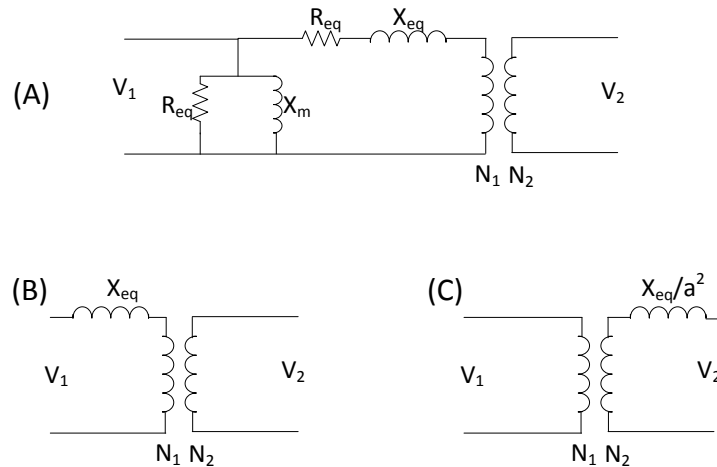 R_eq X_eq
(A)
V_1 R_eq X_m V_2
N_1 N_2
(B) X_eq (C) X_eq/a^2
V_1 V_2 V_1 V_2
N_1 N_2 N_1 N_2